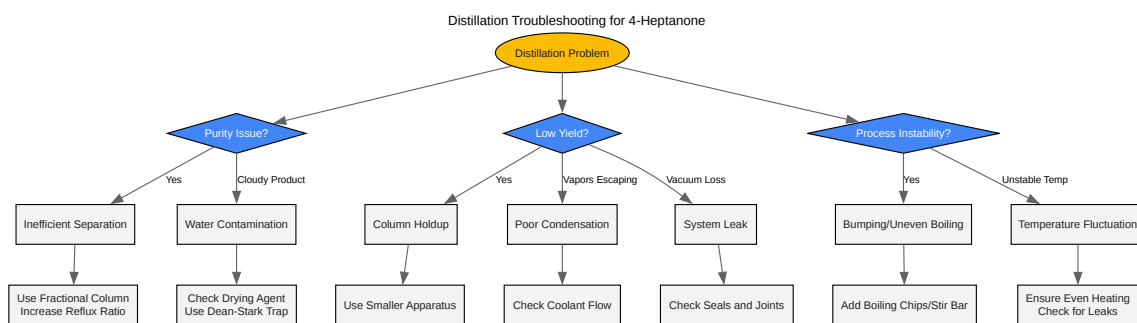 Distillation Troubleshooting for 4-Heptanone
Distillation Problem
Purity Issue?
Low Yield?
Process Instability?
Yes
Cloudy Product
Yes
Vapors Escaping
Vacuum Loss
Yes
Unstable Temp
Inefficient Separation
Water Contamination
Column Holdup
Poor Condensation
System Leak
Bumping/Uneven Boiling
Temperature Fluctuation
Use Fractional Column
Increase Reflux Ratio
Check Drying Agent
Use Dean-Stark Trap
Use Smaller Apparatus
Check Coolant Flow
Check Seals and Joints
Add Boiling Chips/Stir Bar
Ensure Even Heating
Check for Leaks